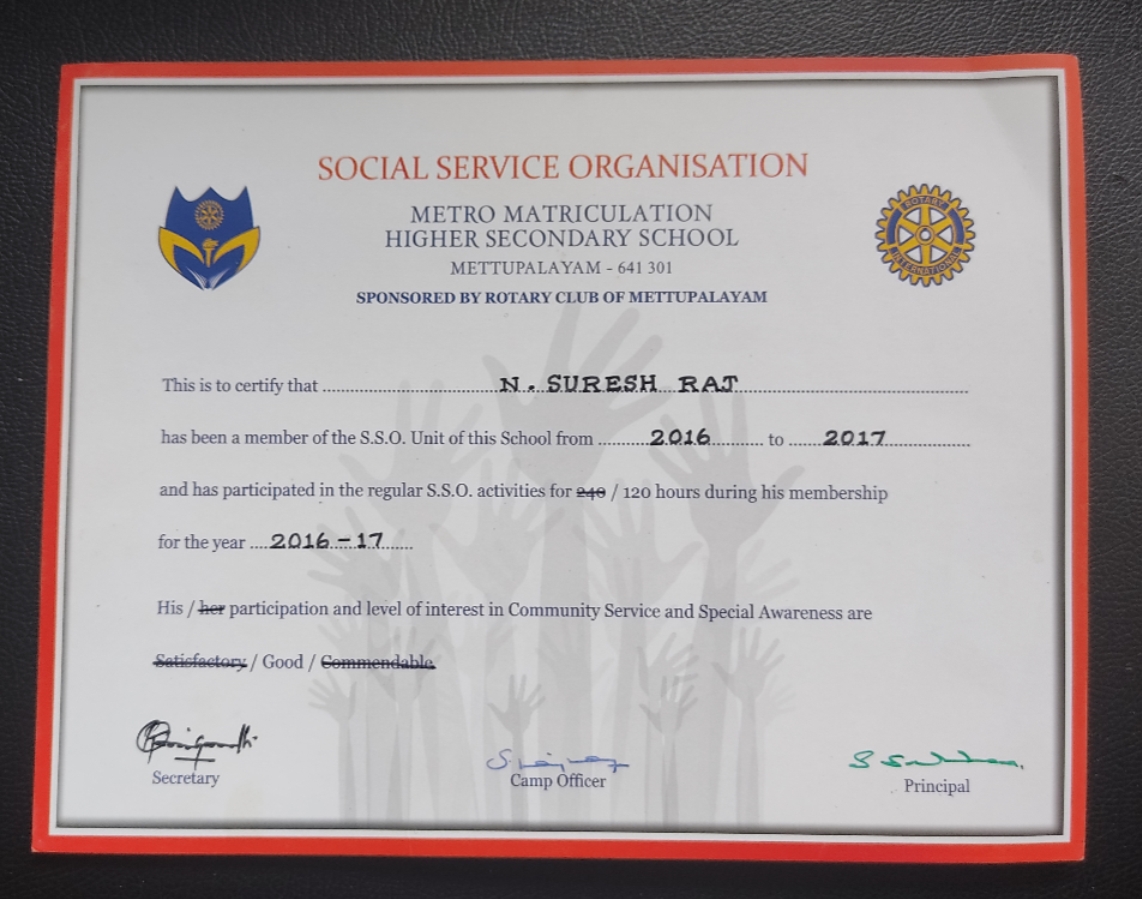 SOCIAL SERVICE ORGANISATION
METRO MATRICULATION
HIGHER SECONDARY SCHOOL
METTUPALAYAM - 641 301
SPONSORED BY ROTARY CLUB OF METTUPALAYAM
ROTARY
INTERNATIONAL
This is to certify that N. SURESH RAJ
has been a member of the S.S.O. Unit of this School from 2016 to 2017
and has participated in the regular S.S.O. activities for 240 / 120 hours during his membership
for the year 2016-17
His / her participation and level of interest in Community Service and Special Awareness are
Satisfactory / Good / Commendable
Secretary
Camp Officer
Principal